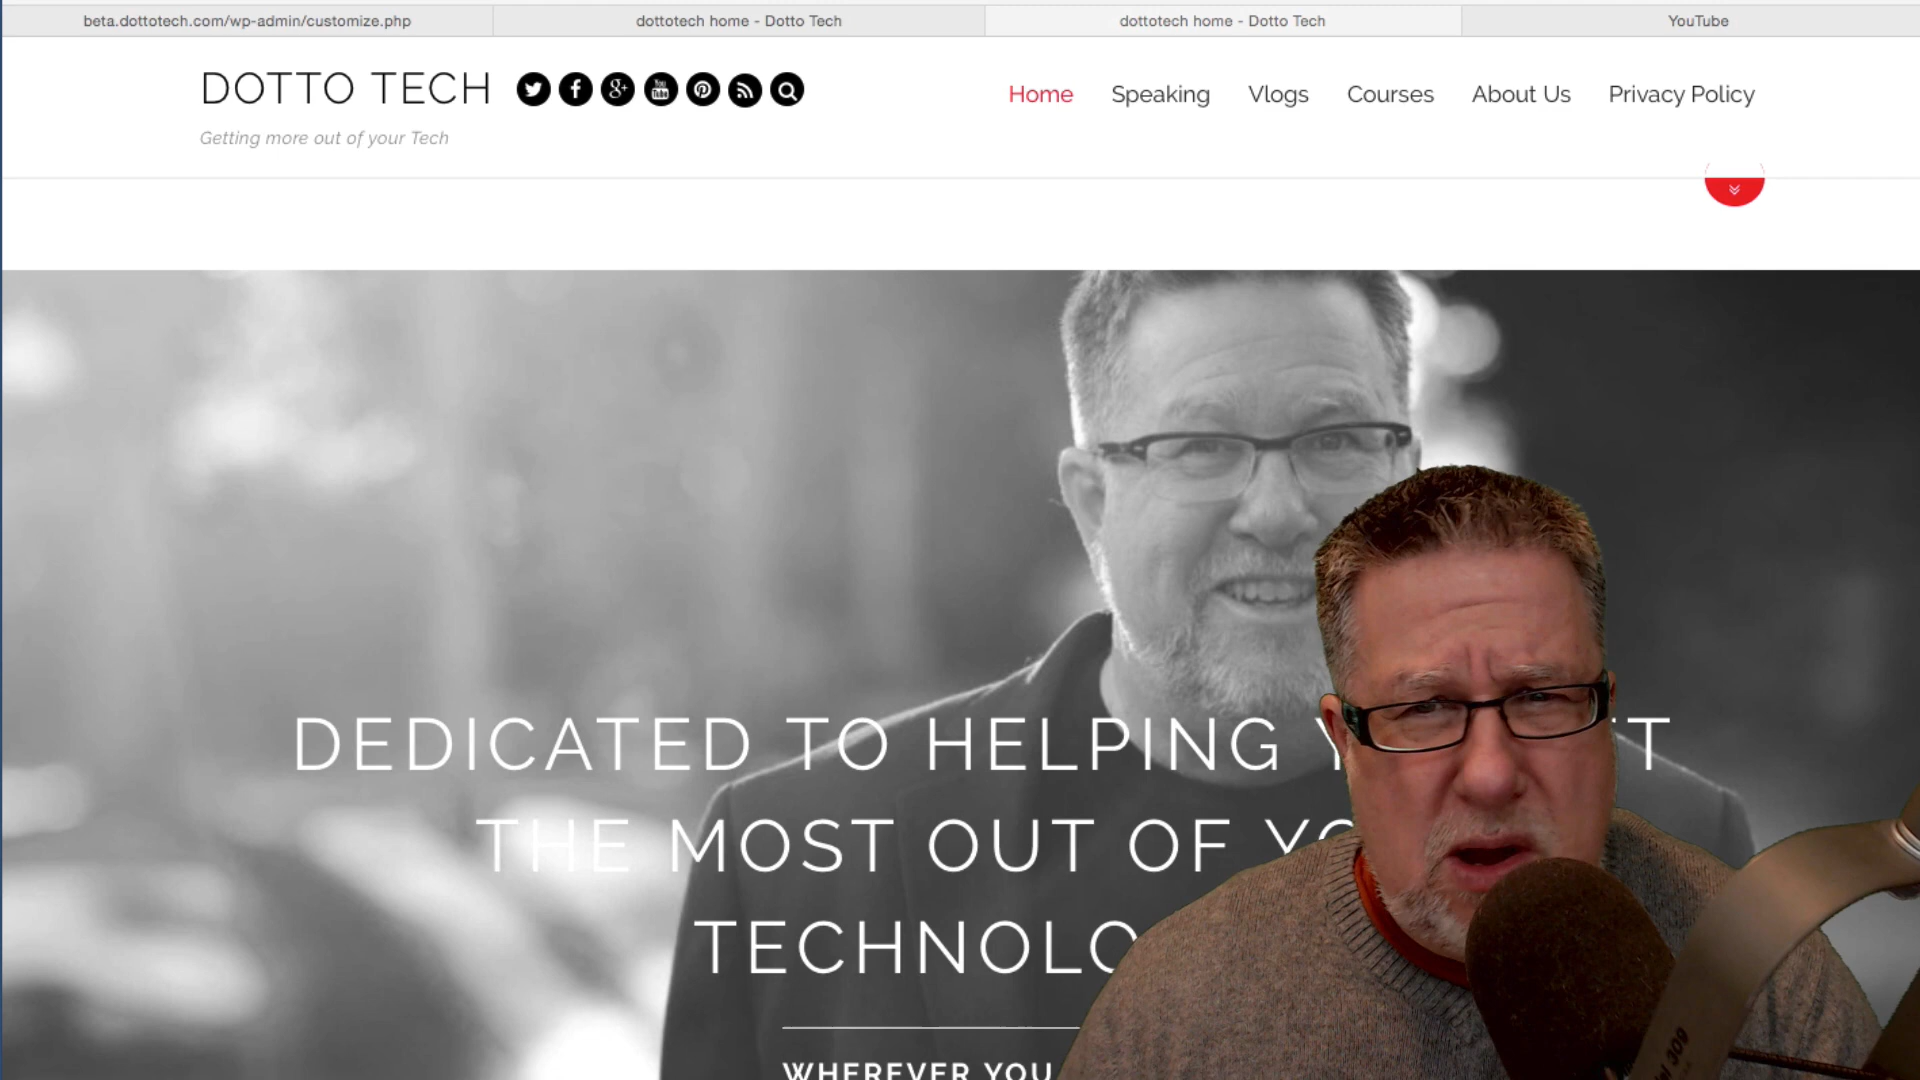 beta.dottotech.com/wp-admin/customize.php dottotech home - Dotto Tech dottotech home - Dotto Tech YouTube
DOTTO TECH Home Speaking Vlogs Courses About Us Privacy Policy
Getting more out of your Tech
DEDICATED TO HELPING
THE MOST OUT OF
WHEREVER YOU
309